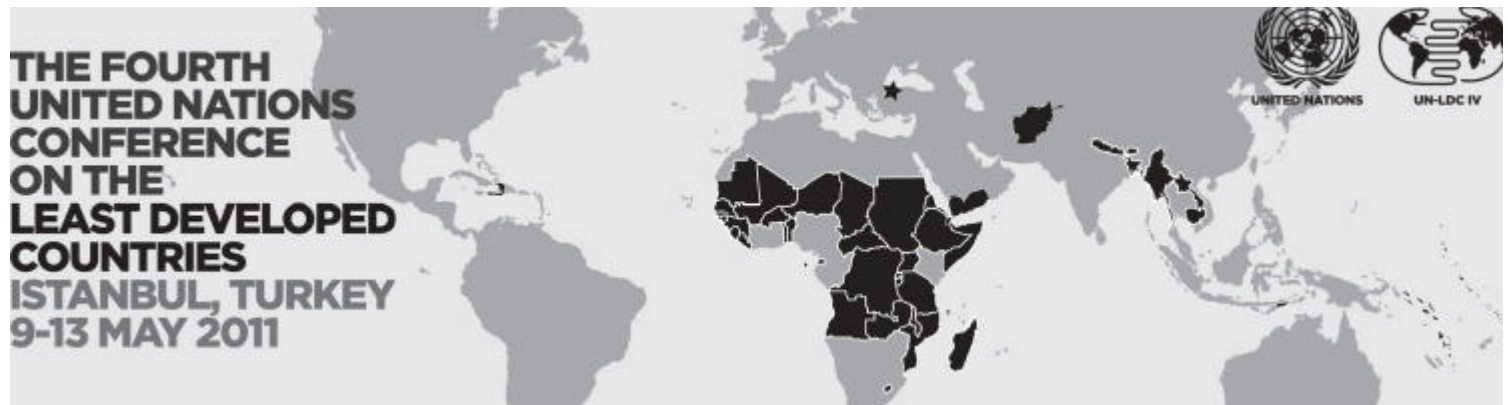 THE FOURTH
UNITED NATIONS
CONFERENCE
ON THE
LEAST DEVELOPED
COUNTRIES
ISTANBUL, TURKEY
9-13 MAY 2011
UNITED NATIONS
UN-LDC IV